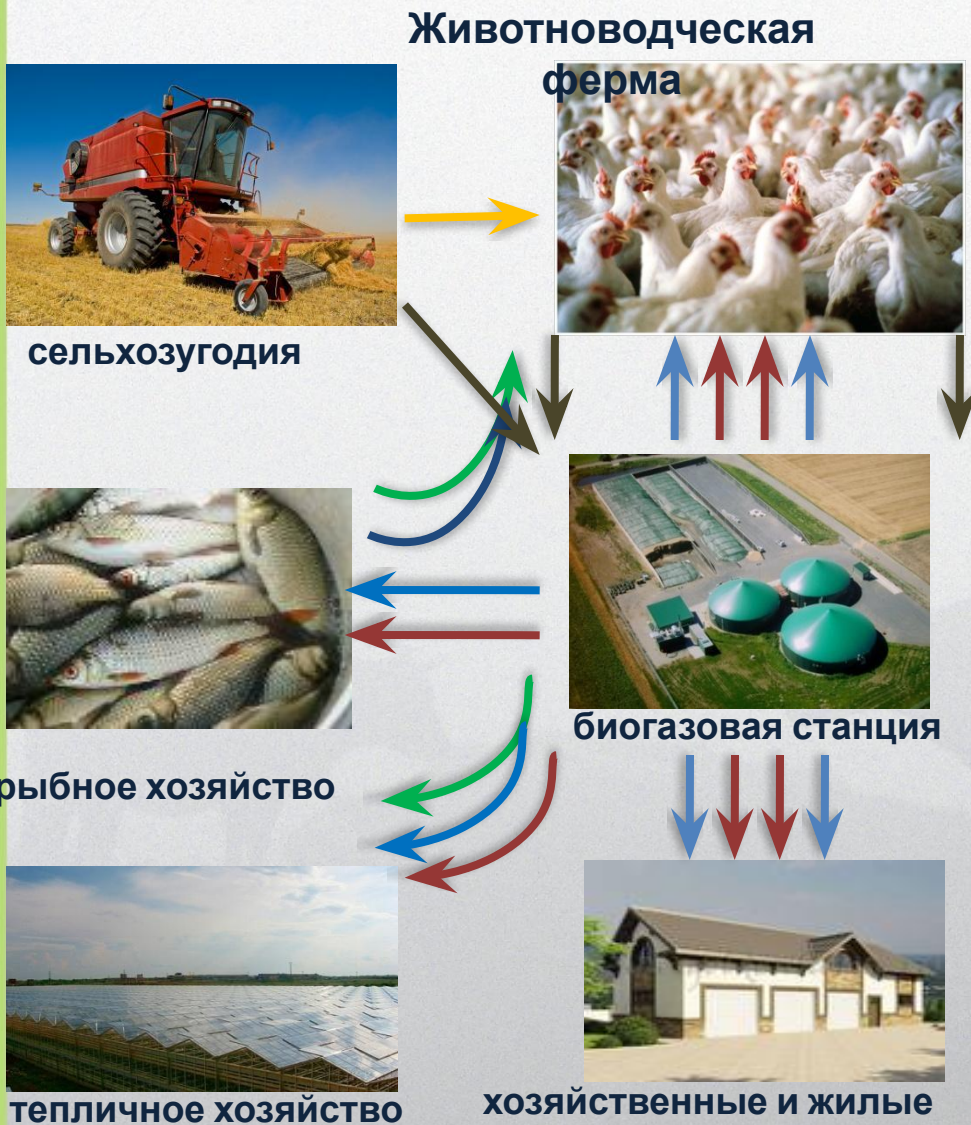 Животноводческая
ферма
сельхозугодия
биогазовая станция
рыбное хозяйство
тепличное хозяйство
хозяйственные и жилые